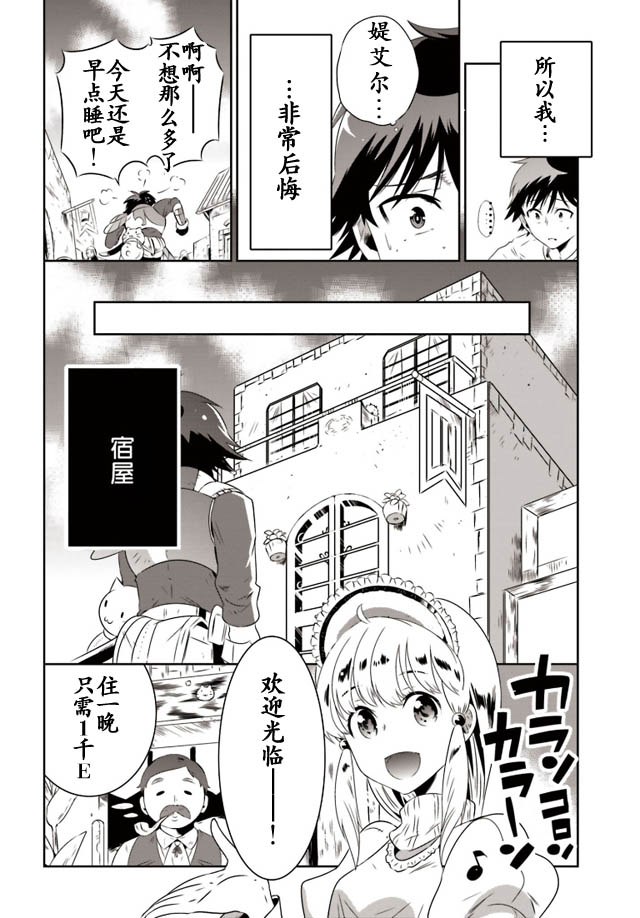 所以我…
………
媞艾尔…
…非常后悔
啊啊——
不想那么多了
今天还是
早点睡吧！
宿屋
カランコロン
カラーン♪
欢迎光临——！
住一晚
只需1千E